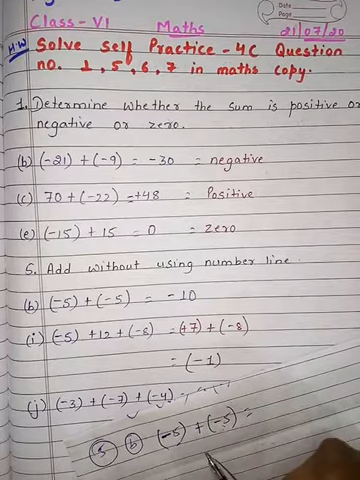 Date
Page
Class-VI Maths 21/07/20
H.W Solve Self Practice-4C Question
no. 1, 5, 6, 7 in maths copy.
1. Determine whether the sum is positive or
negative or zero.
(b) (-21) + (-9) = -30 = negative
(c) 70 + (-22) = +48 = Positive
(e) (-15) + 15 = 0 = zero
5. Add without using number line.
(b) (-5) + (-5) = -10
(i) (-5) + 12 + (-8) = (+7) + (-8)
= (-1)
(j) (-3) + (-7) + (-4)
5 b (-5) + (-5) =